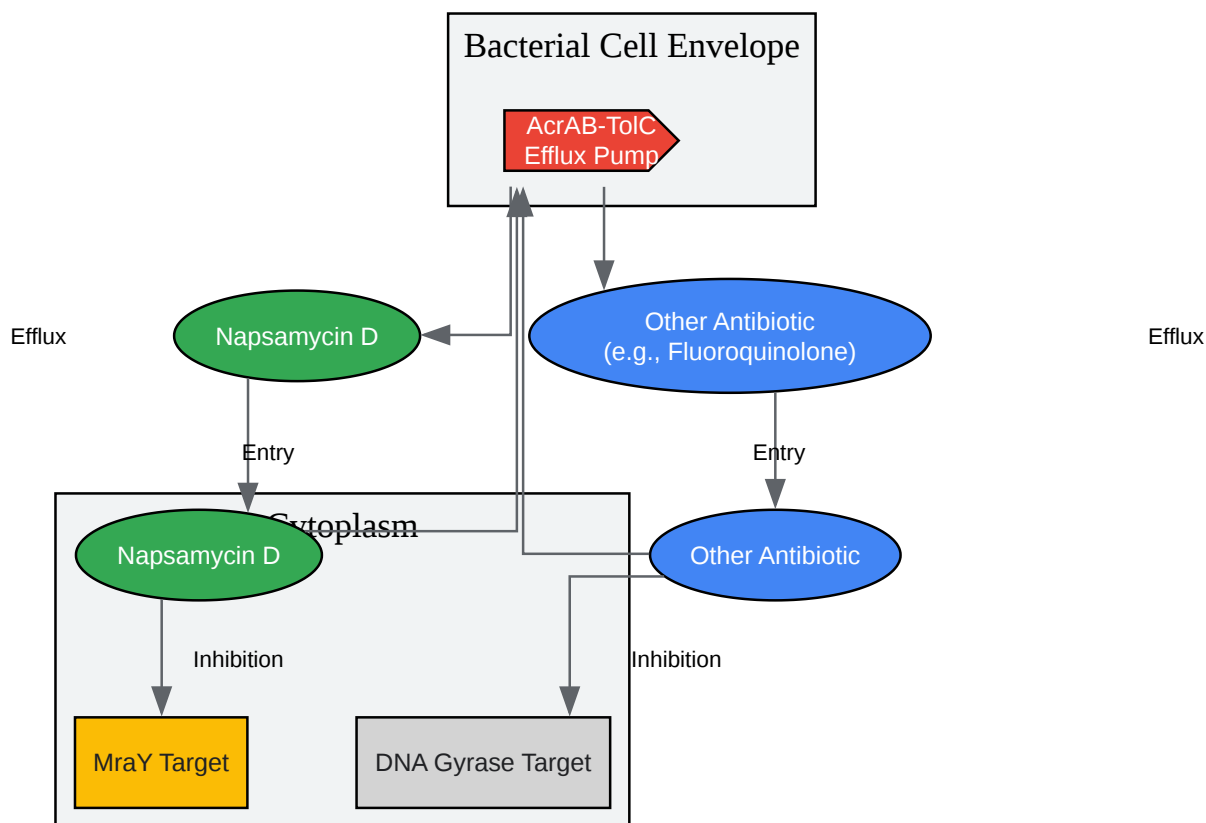 Bacterial Cell Envelope
AcrAB-TolC
Efflux Pump
Efflux
Napsamycin D
Other Antibiotic
(e.g., Fluoroquinolone)
Efflux
Entry
Entry
Cytoplasm
Napsamycin D
Other Antibiotic
Inhibition
Inhibition
MraY Target
DNA Gyrase Target